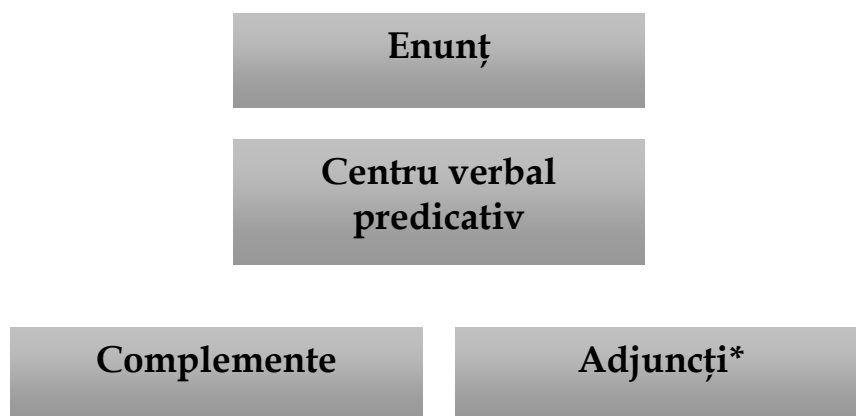 Enunț
Centru verbal
predicativ
Complemente
Adjuncți*